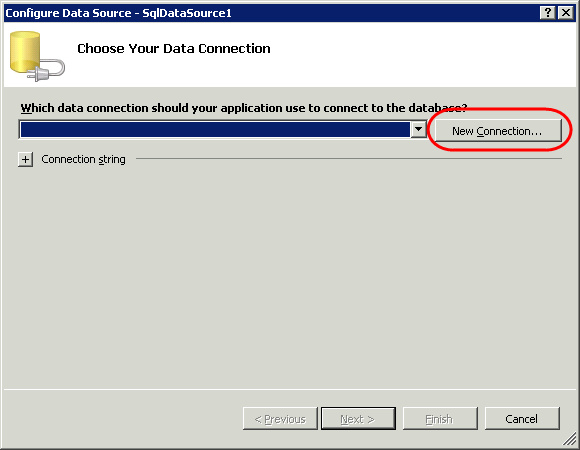 Configure Data Source - SqlDataSource1
Choose Your Data Connection
Which data connection should your application use to connect to the database?
New Connection...
+ Connection string
< Previous Next > Finish Cancel